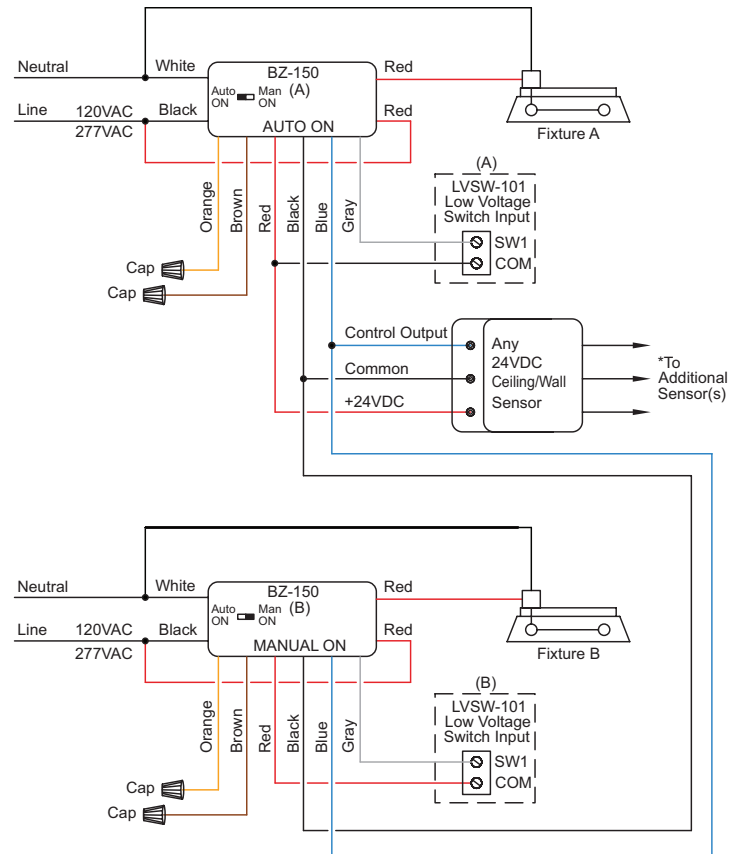 Neutral
White
BZ-150
Red
Auto
ON
Man
ON
(A)
Line
120VAC
277VAC
Black
Red
AUTO ON
Fixture A
Orange
Brown
Red
Black
Blue
Gray
(A)
LVSW-101
Low Voltage
Switch Input
SW1
COM
Cap
Cap
Control Output
Common
+24VDC
Any
24VDC
Ceiling/Wall
Sensor
*To
Additional
Sensor(s)
Neutral
White
BZ-150
Red
Auto
ON
Man
ON
(B)
Line
120VAC
277VAC
Black
Red
MANUAL ON
Fixture B
Orange
Brown
Red
Black
Blue
Gray
(B)
LVSW-101
Low Voltage
Switch Input
SW1
COM
Cap
Cap